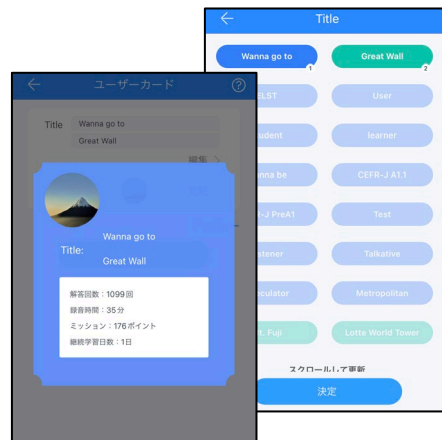 Title
Wanna go to
1
Great Wall
2
User
learner
CEFR-J A1.1
PreA1
Test
Talkative
Metropolitan
Fuji
Lotte World Tower
スクロールして更新
決定
ユーザーカード
?
Title
Wanna go to
Great Wall
編集
Wanna go to
Title:
Great Wall
解答回数：1099回
録音時間：35分
ミッション：176ポイント
継続学習日数：1日